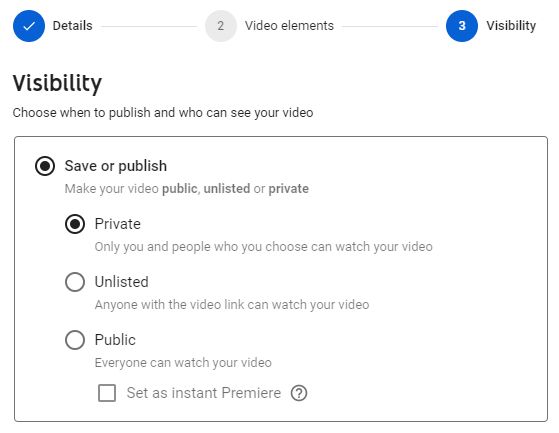 Details 2 Video elements 3 Visibility
Visibility
Choose when to publish and who can see your video
Save or publish
Make your video public, unlisted or private
Private
Only you and people who you choose can watch your video
Unlisted
Anyone with the video link can watch your video
Public
Everyone can watch your video
Set as instant Premiere ?